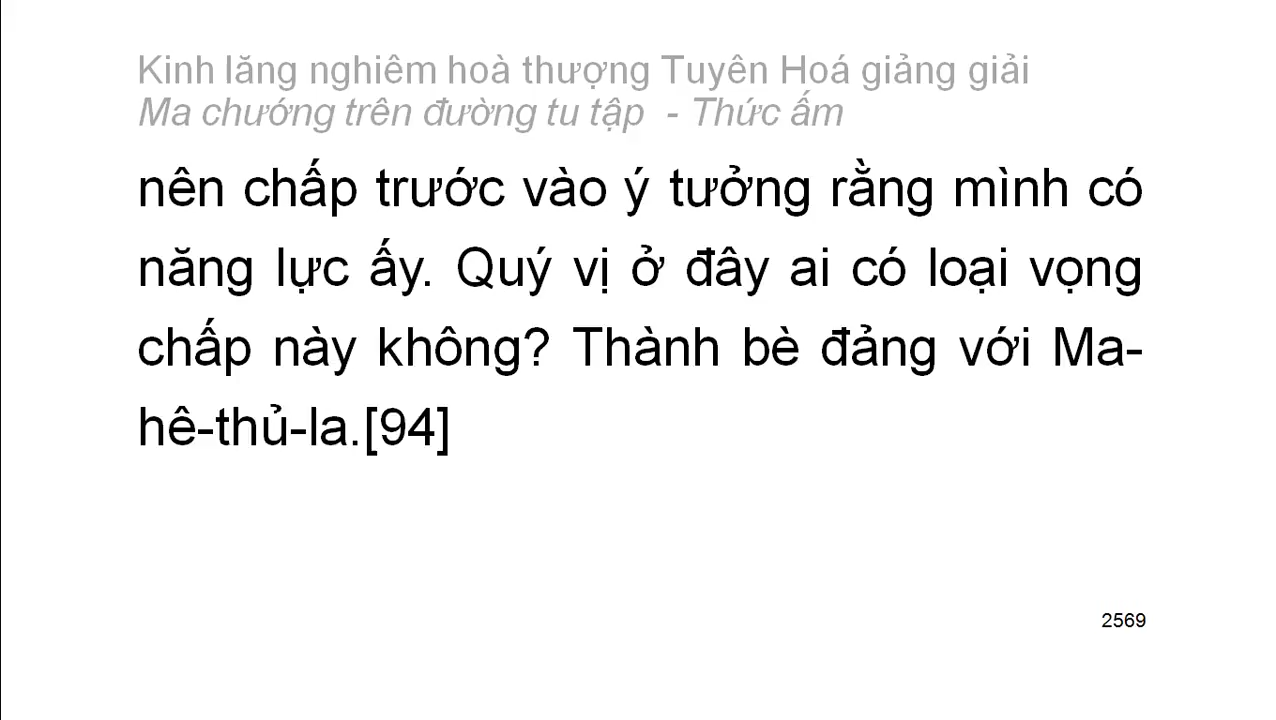 Kinh lăng nghiêm hoà thượng Tuyên Hoá giảng giải
Ma chướng trên đường tu tập - Thức ấm
nên chấp trước vào ý tưởng rằng mình có
năng lực ấy. Quý vị ở đây ai có loại vọng
chấp này không? Thành bè đảng với Ma-
hê-thủ-la.[94]
2569